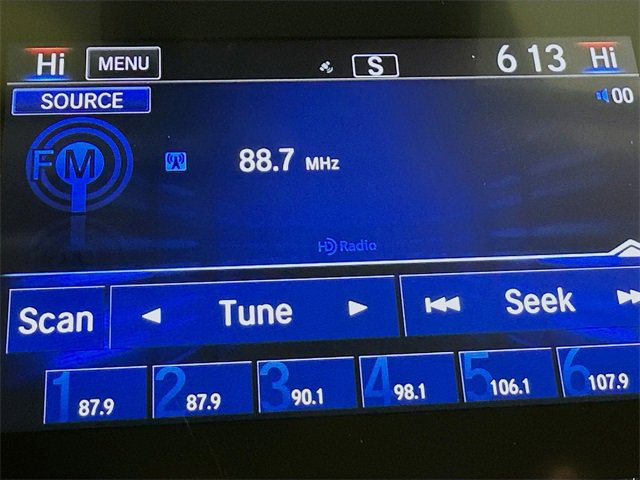 Hi MENU S 6 13 Hi
SOURCE 00
FM
88.7 MHz
HD Radio
Scan Tune Seek
1 87.9 2 87.9 3 90.1 4 98.1 5 106.1 6 107.9